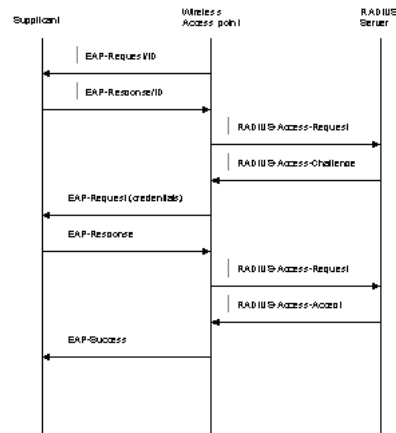 Supplicant
Wireless
Access point
RADIUS
Server
EAP-Request/ID
EAP-Response/ID
RADIUS-Access-Request
RADIUS-Access-Challenge
EAP-Request (credentials)
EAP-Response
RADIUS-Access-Request
RADIUS-Access-Accept
EAP-Success